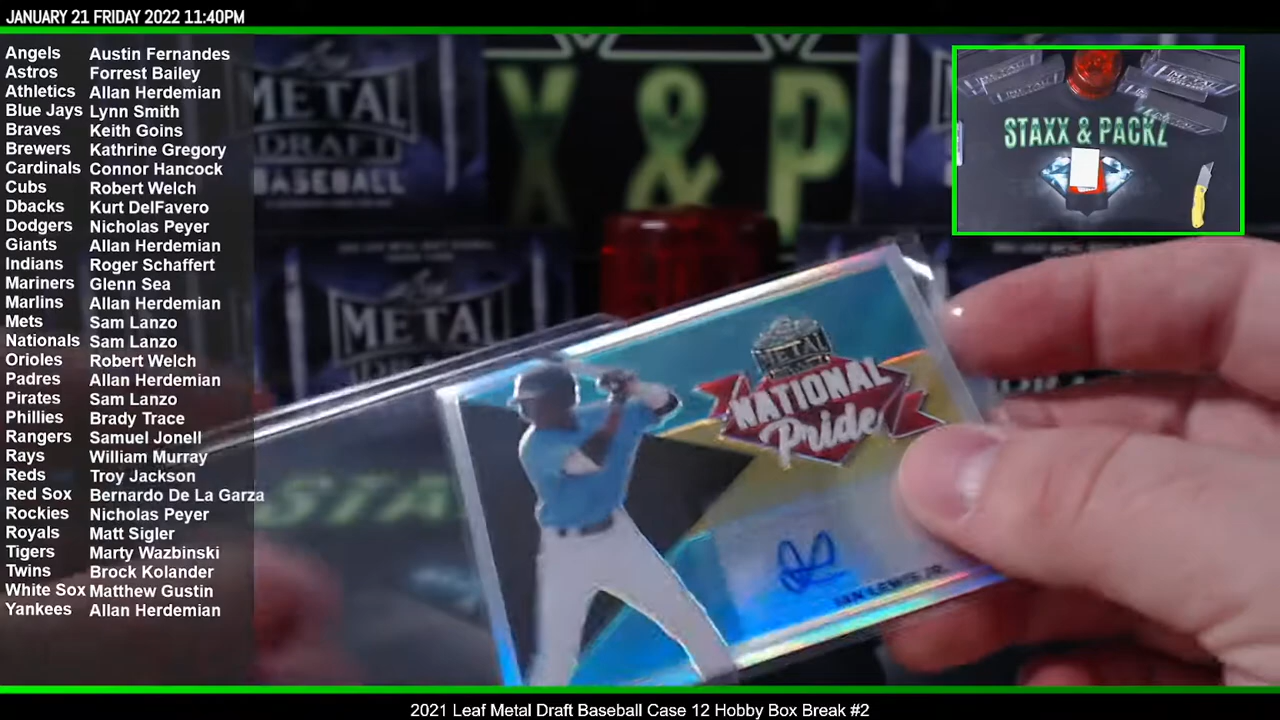 JANUARY 21 FRIDAY 2022 11:40PM
Angels Austin Fernandes
Astros Forrest Bailey
Athletics Allan Herdemian
Blue Jays Lynn Smith
Braves Keith Goins
Brewers Kathrine Gregory
Cardinals Connor Hancock
Cubs Robert Welch
Dbacks Kurt DelFavero
Dodgers Nicholas Peyer
Giants Allan Herdemian
Indians Roger Schaffert
Mariners Glenn Sea
Marlins Allan Herdemian
Mets Sam Lanzo
Nationals Sam Lanzo
Orioles Robert Welch
Padres Allan Herdemian
Pirates Sam Lanzo
Phillies Brady Trace
Rangers Samuel Jonell
Rays William Murray
Reds Troy Jackson
Red Sox Bernardo De La Garza
Rockies Nicholas Peyer
Royals Matt Sigler
Tigers Marty Wazbinski
Twins Brock Kolander
White Sox Matthew Gustin
Yankees Allan Herdemian
METAL
DRAFT
BASEBALL
X & P
METAL
STAXX & PACKZ
METAL
NATIONAL
Pride
IAN LEWIS JR.
STA
2021 Leaf Metal Draft Baseball Case 12 Hobby Box Break #2